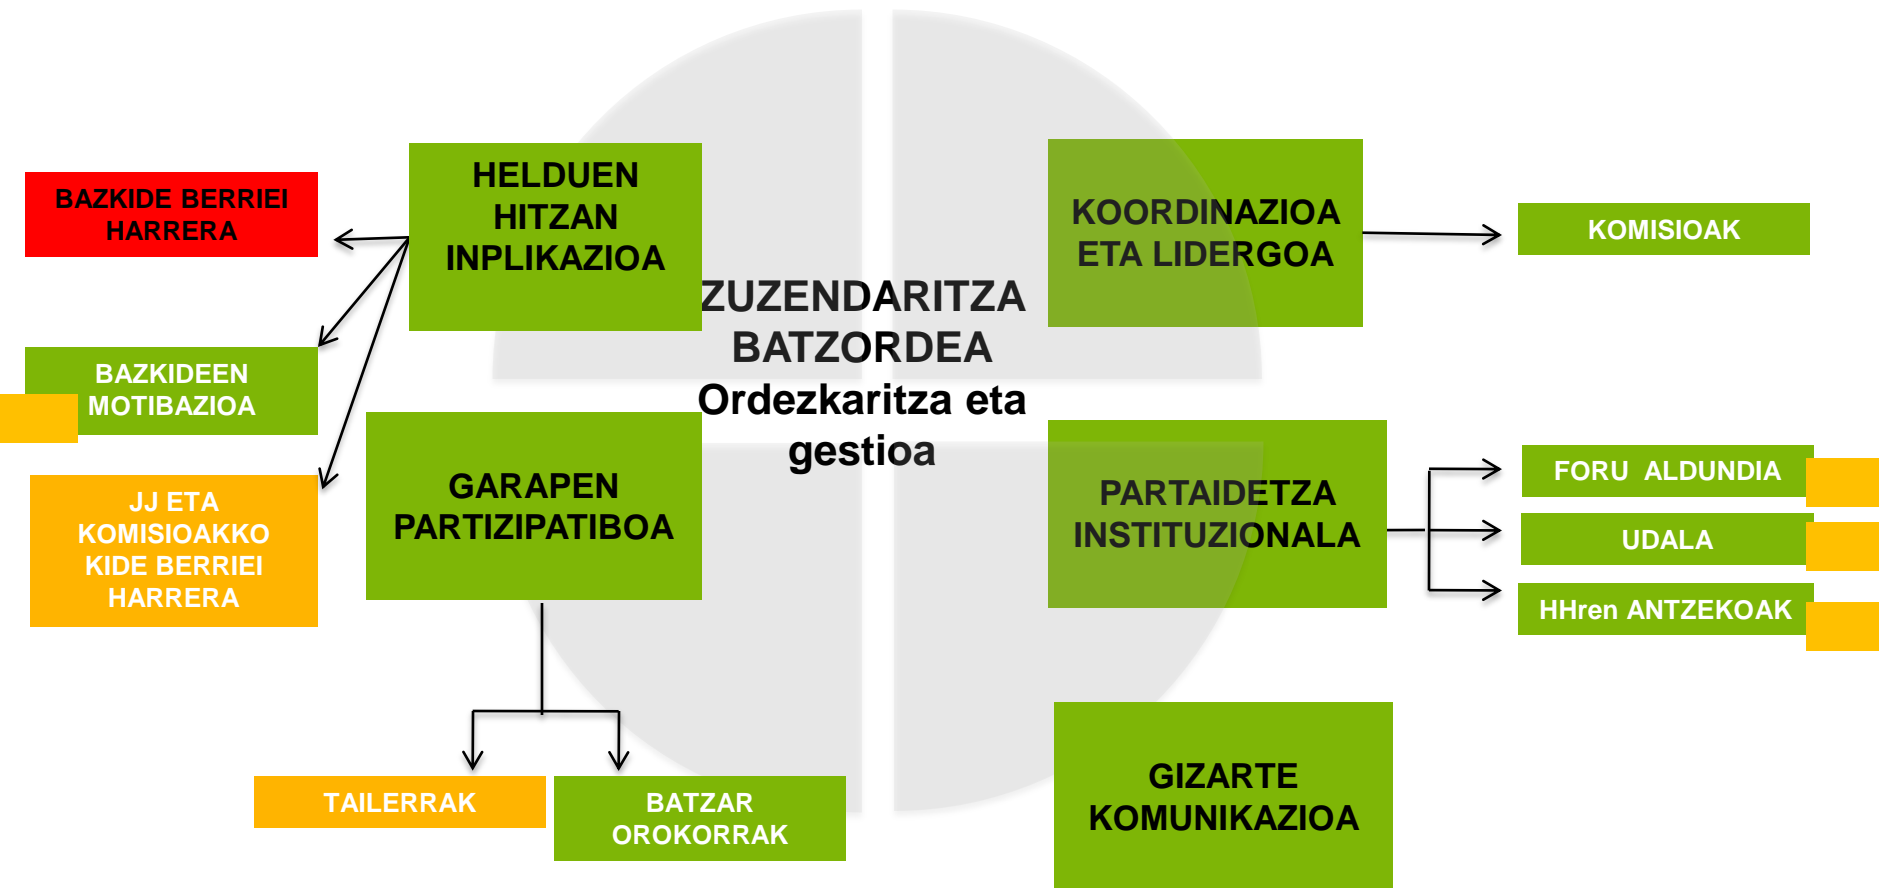 HELDUEN
HITZAN
INPLIKAZIOA
BAZKIDE BERRIEI
HARRERA
BAZKIDEEN
MOTIBAZIOA
JJ ETA
KOMISIOAKKO
KIDE BERRIEI
HARRERA
GARAPEN
PARTIZIPATIBOA
TAILERRAK
BATZAR
OROKORRAK
ZUZENDARITZA
BATZORDEA
Ordezkaritza eta
gestioa
KOORDINAZIOA
ETA LIDERGOA
KOMISIOAK
PARTAIDETZA
INSTITUZIONALA
FORU ALDUNDIA
UDALA
HHren ANTZEKOAK
GIZARTE
KOMUNIKAZIOA